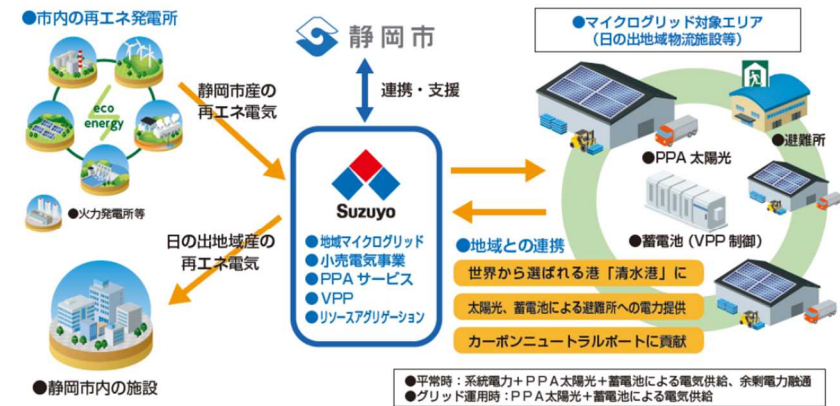 ●市内の再エネ発電所
eco
energy
●火力発電所等
静岡市産の
再エネ電気
日の出地域産の
再エネ電気
●静岡市内の施設
静岡市
連携・支援
Suzuyo
●地域マイクログリッド
●小売電気事業
●PPAサービス
●VPP
●リソースアグリゲーション
●マイクログリッド対象エリア
(日の出地域物流施設等)
●避難所
●PPA太陽光
●蓄電池(VPP制御)
●地域との連携
世界から選ばれる港「清水港」に
太陽光、蓄電池による避難所への電力提供
カーボンニュートラルポートに貢献
●平常時:系統電力+PPA太陽光+蓄電池による電気供給、余剰電力融通
●グリッド運用時:PPA太陽光+蓄電池による電気供給